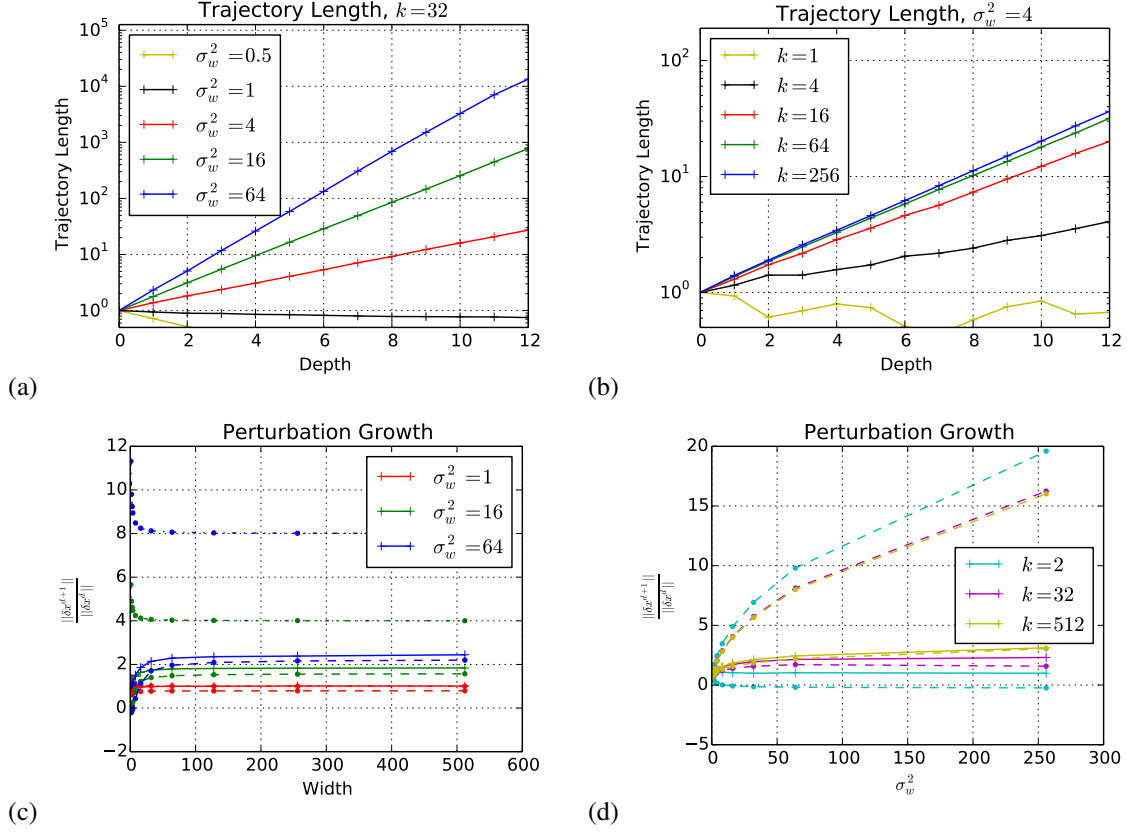 Trajectory Length, k=32
Trajectory Length
10^5
10^4
10^3
10^2
10^1
10^0
σ_w^2 =0.5
σ_w^2 =1
σ_w^2 =4
σ_w^2 =16
σ_w^2 =64
0 2 4 6 8 10 12
Depth
(a)
Trajectory Length, σ_w^2 =4
Trajectory Length
10^2
10^1
10^0
k=1
k=4
k=16
k=64
k=256
0 2 4 6 8 10 12
Depth
(b)
Perturbation Growth
||δx^{d+1}|| / ||δx^d||
12
10
8
6
4
2
0
−2
σ_w^2 =1
σ_w^2 =16
σ_w^2 =64
0 100 200 300 400 500 600
Width
(c)
Perturbation Growth
||δx^{d+1}|| / ||δx^d||
20
15
10
5
0
−5
k=2
k=32
k=512
0 50 100 150 200 250 300
σ_w^2
(d)